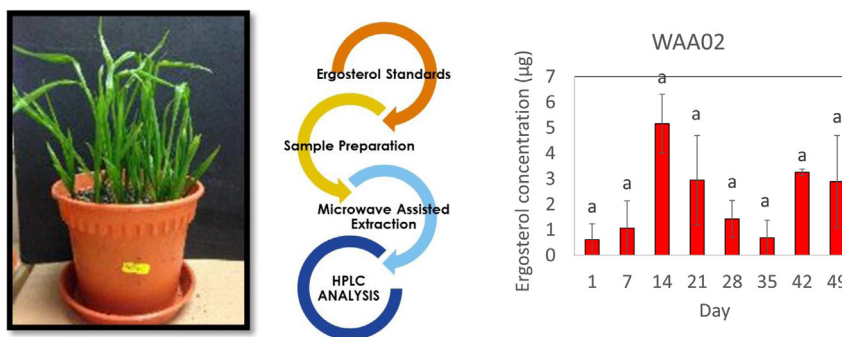 Ergosterol Standards
Sample Preparation
Microwave Assisted
Extraction
HPLC
ANALYSIS
WAA02
Ergosterol concentration (µg)
7
6
5
4
3
2
1
0
a
a
a
a
a
a
a
a
1 7 14 21 28 35 42 49
Day